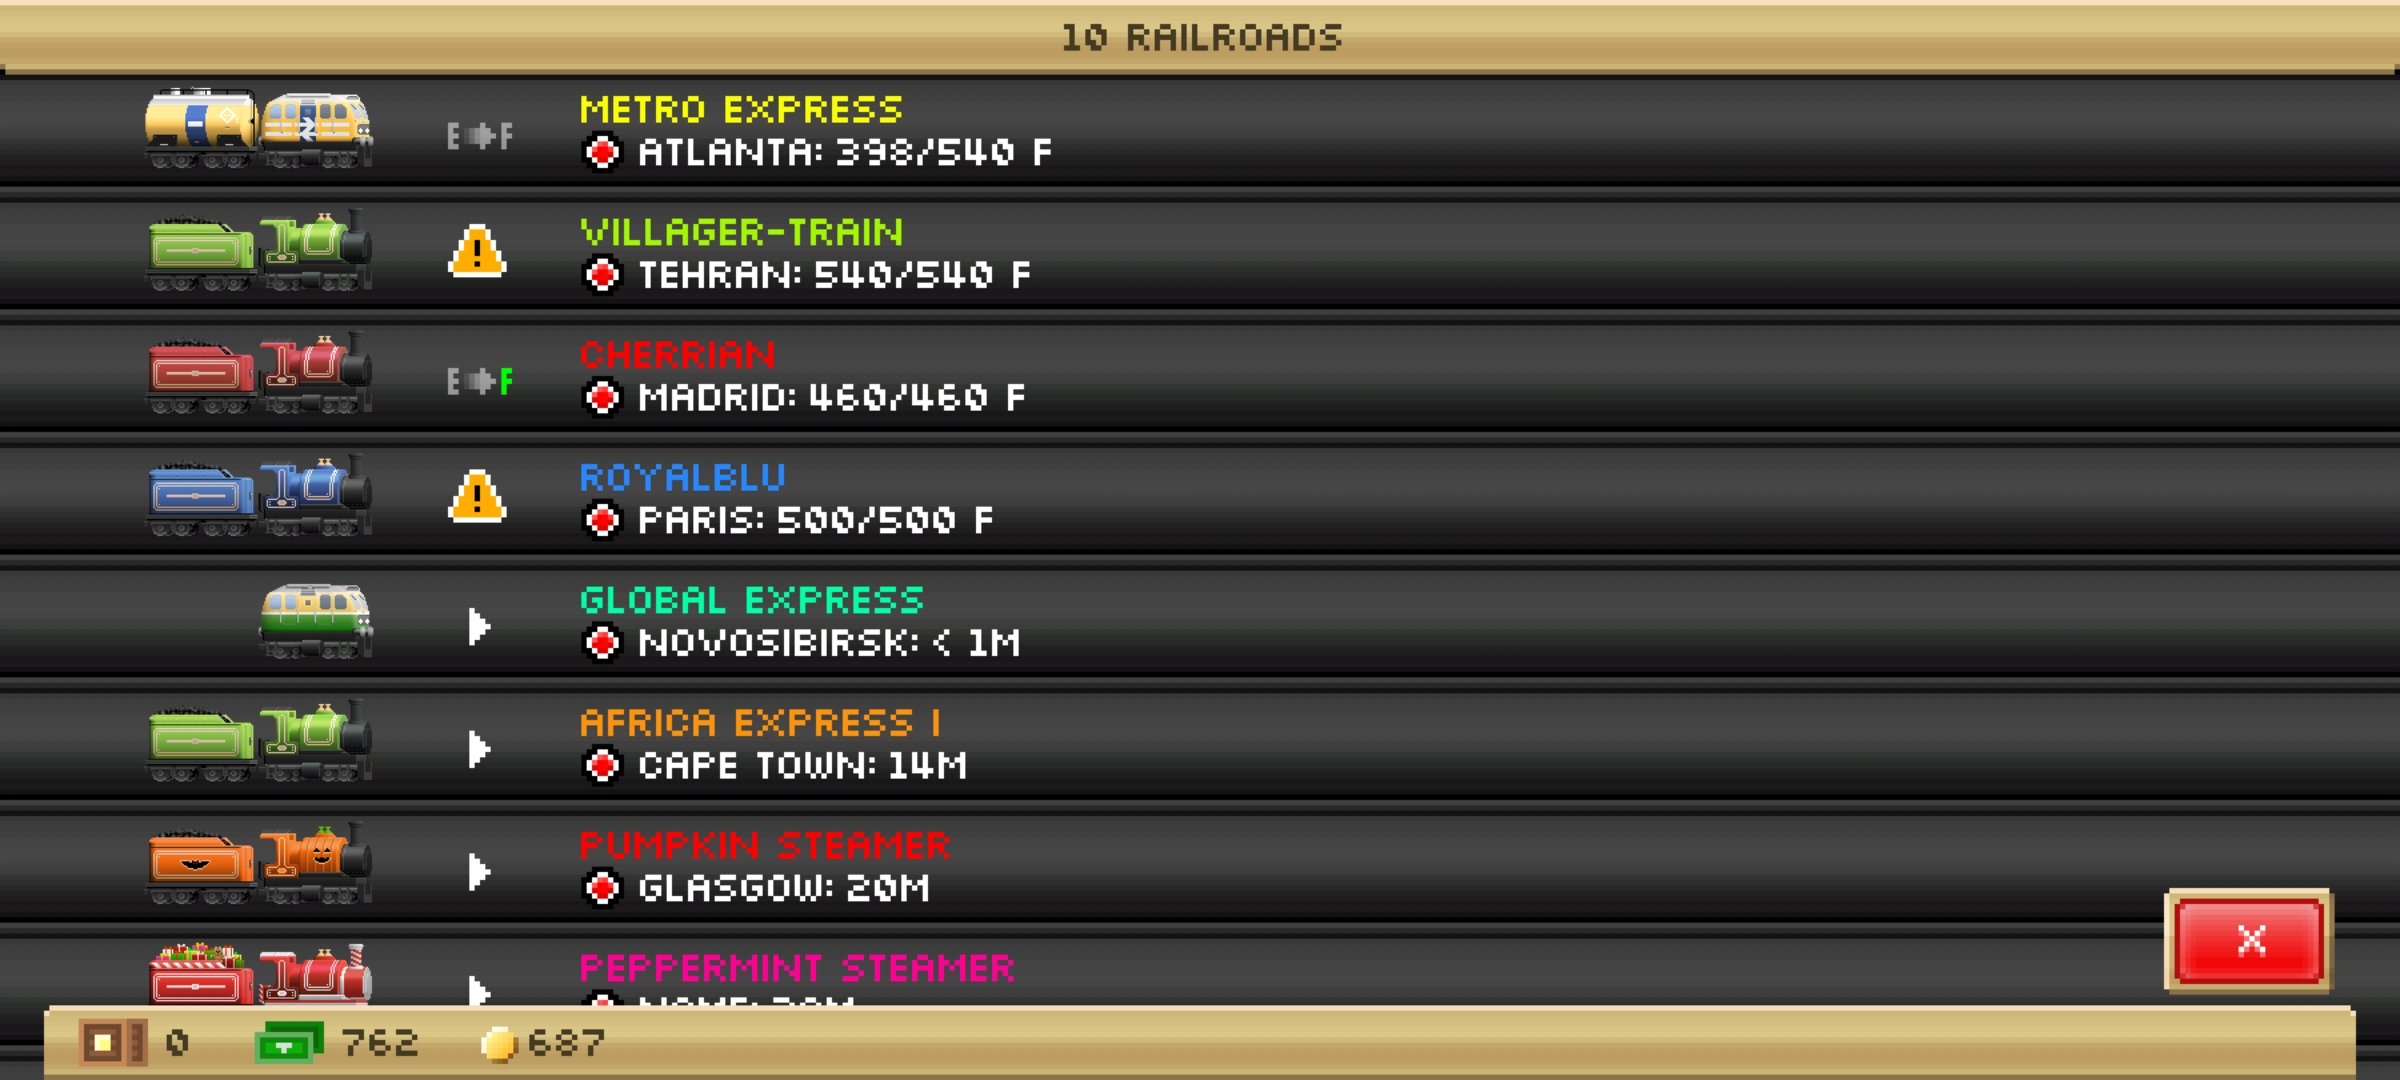 10 RAILROADS
METRO EXPRESS
E F
ATLANTA: 398/540 F
VILLAGER-TRAIN
TEHRAN: 540/540 F
CHERRIAN
E F
MADRID: 460/460 F
ROYALBLU
PARIS: 500/500 F
GLOBAL EXPRESS
NOVOSIBIRSK: < 1M
AFRICA EXPRESS I
CAPE TOWN: 14M
PUMPKIN STEAMER
GLASGOW: 20M
PEPPERMINT STEAMER
X
0 762 687